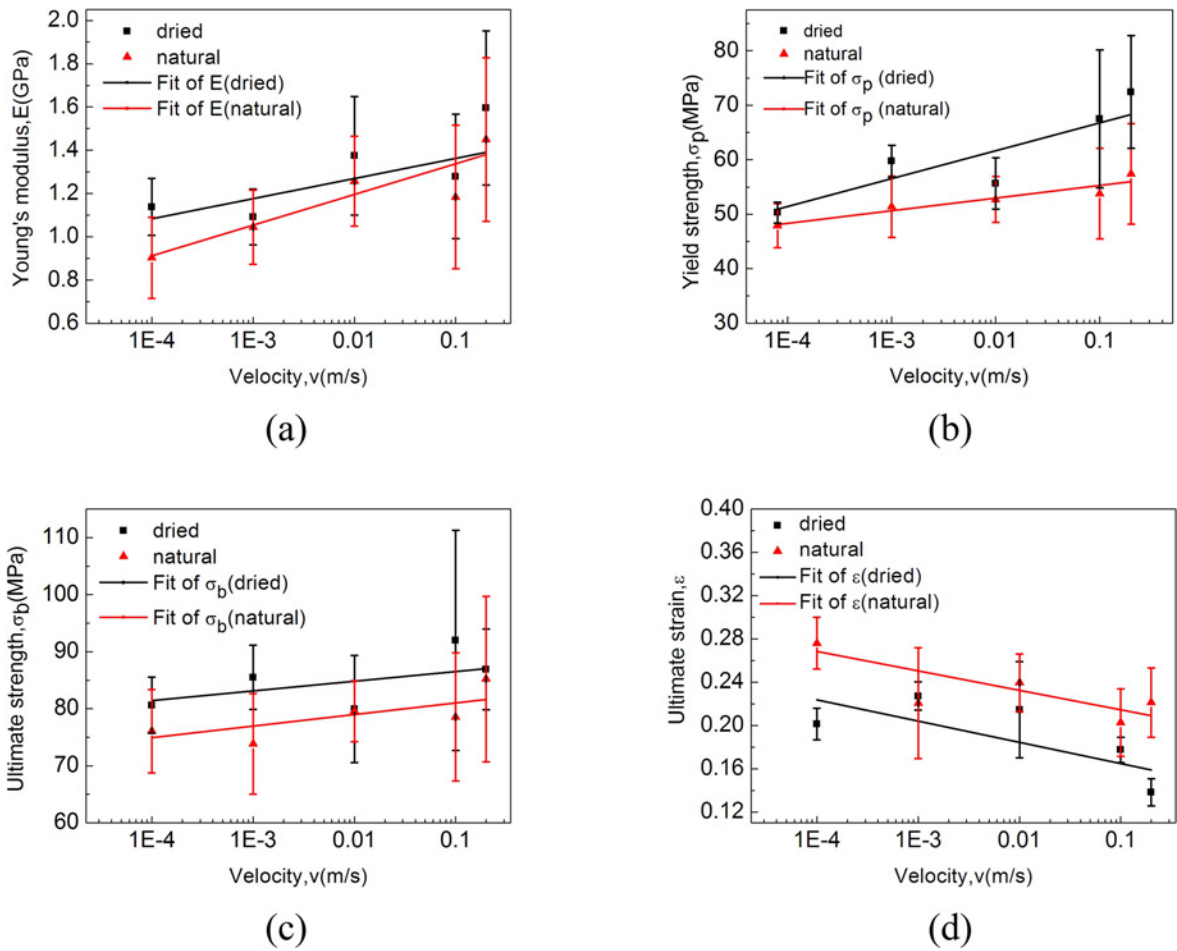 2.0
1.8
1.6
1.4
1.2
1.0
0.8
0.6
Young's modulus,E(GPa)
dried
natural
Fit of E(dried)
Fit of E(natural)
1E-4 1E-3 0.01 0.1
Velocity,v(m/s)
(a)
80
70
60
50
40
30
Yield strength,σp(MPa)
dried
natural
Fit of σp (dried)
Fit of σp (natural)
1E-4 1E-3 0.01 0.1
Velocity,v(m/s)
(b)
110
100
90
80
70
60
Ultimate strength,σb(MPa)
dried
natural
Fit of σb(dried)
Fit of σb(natural)
1E-4 1E-3 0.01 0.1
Velocity,v(m/s)
(c)
0.40
0.36
0.32
0.28
0.24
0.20
0.16
0.12
Ultimate strain,ε
dried
natural
Fit of ε(dried)
Fit of ε(natural)
1E-4 1E-3 0.01 0.1
Velocity,v(m/s)
(d)